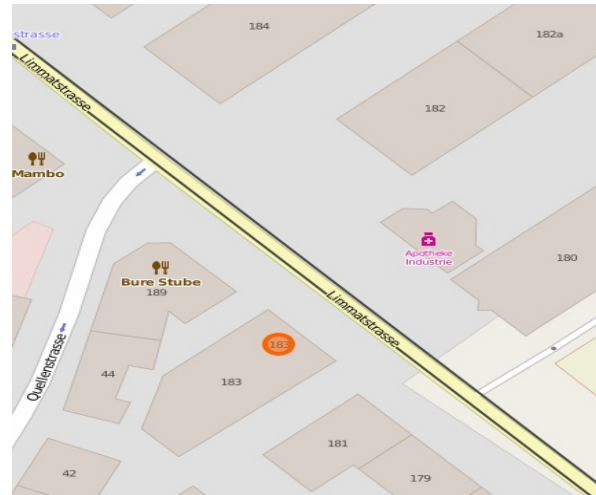 184
182a
strasse
Limmatstrasse
182
Mambo
Apotheke
Industrie
180
Bure Stube
189
Limmatstrasse
183
Quellenstrasse
44
183
181
42
179